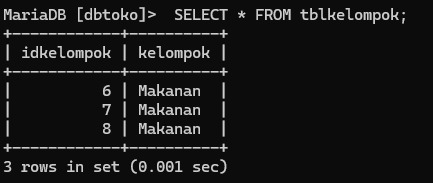 MariaDB [dbtoko]>  SELECT * FROM tblkelompok;
+------------+----------+
| idkelompok | kelompok |
+------------+----------+
|          6 | Makanan  |
|          7 | Makanan  |
|          8 | Makanan  |
+------------+----------+
3 rows in set (0.001 sec)